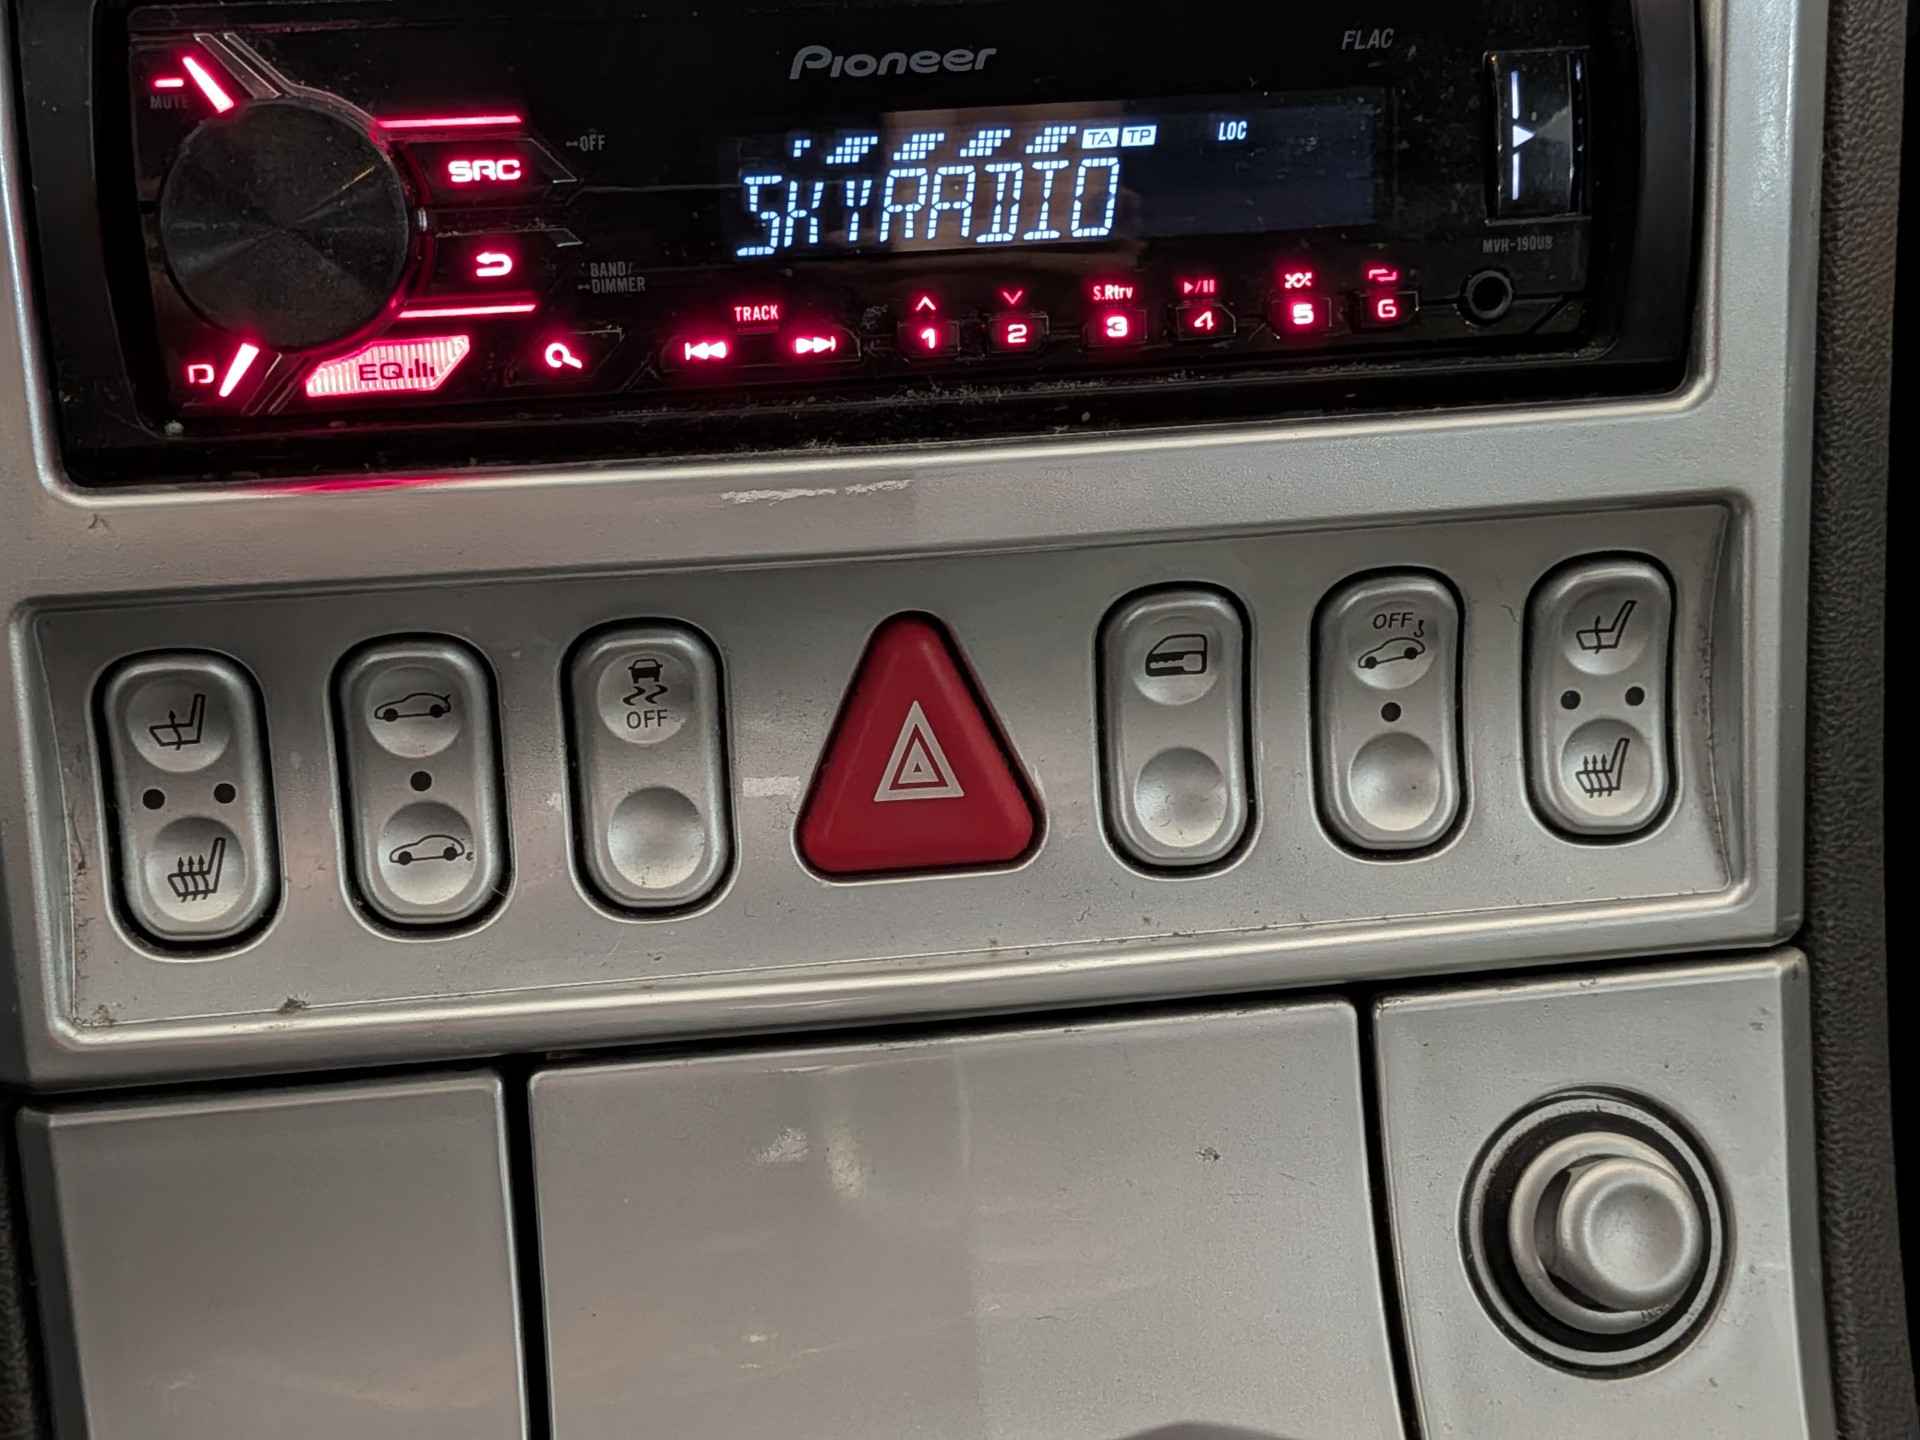 Pioneer
FLAC
MUTE
SRC
OFF
TA TP
LOC
SKYRADIO
BAND/
DIMMER
MVH-190UB
TRACK
S.Rtrv
1 2 3 4 5 6
D
EQ
OFF
OFF